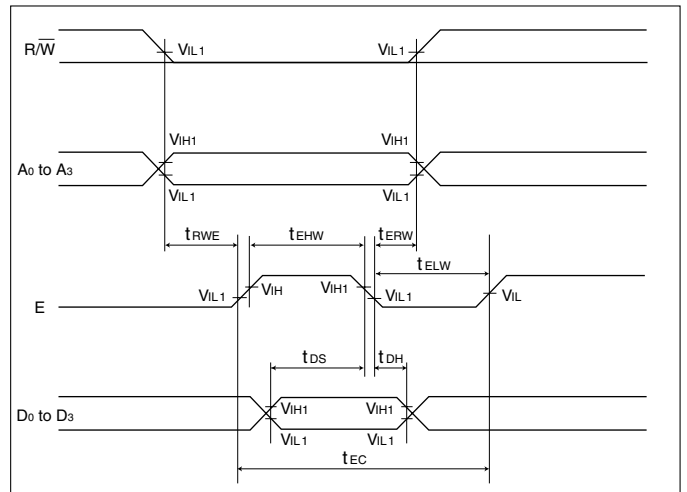 R/W̅
VIL1 VIL1
VIH1 VIH1
A0 to A3
VIL1 VIL1
tRWE tEHW tERW
tELW
VIL1 VIH VIH1 VIL1 VIL
E
tDS tDH
D0 to D3
VIH1 VIH1
VIL1 VIL1
tEC